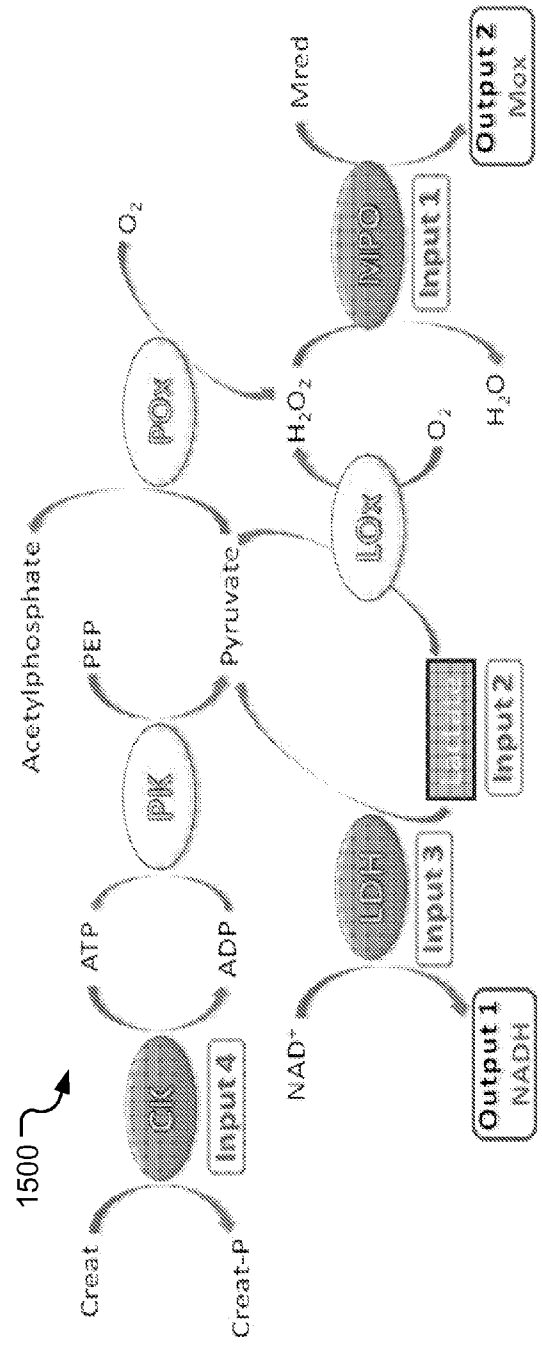 1500
Creat
Creat-P
CK
Input 4
ATP
ADP
PK
PEP
Acetylphosphate
Pyruvate
POx
O₂
NAD⁺
LDH
Input 3
Output 1
NADH
Input 2
LOx
H₂O₂
O₂
MPO
Input 1
H₂O
Mred
Output 2
Mox